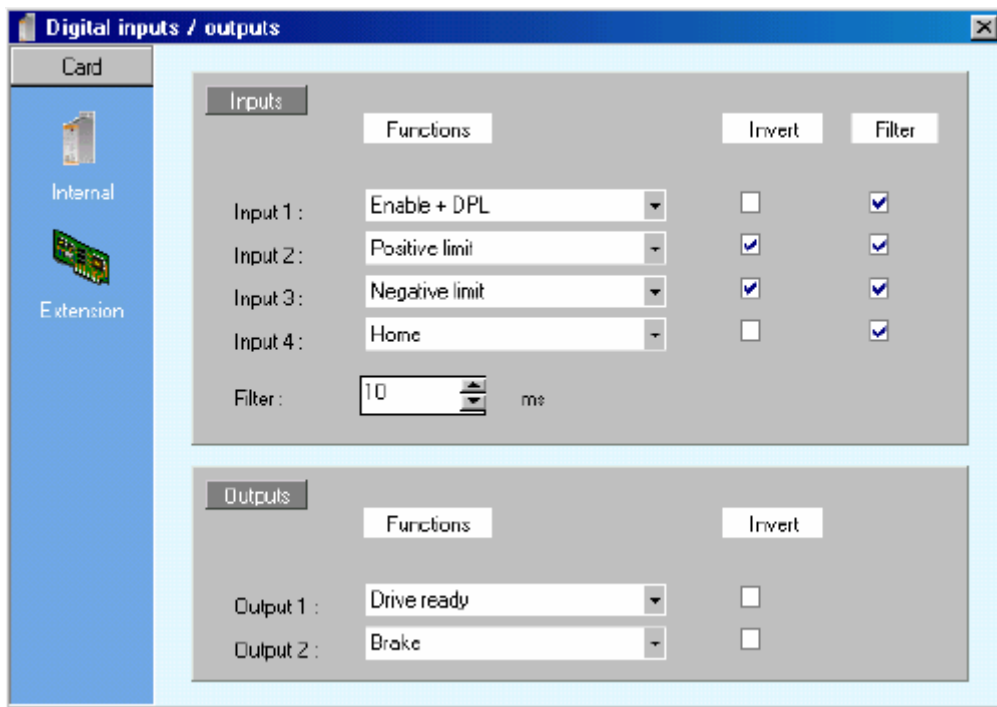 Digital inputs / outputs
Card
Internal
Extension
Inputs
Functions Invert Filter
Input 1 : Enable + DPL
Input 2 : Positive limit
Input 3 : Negative limit
Input 4 : Home
Filter : 10 ms
Outputs
Functions Invert
Output 1 : Drive ready
Output 2 : Brake